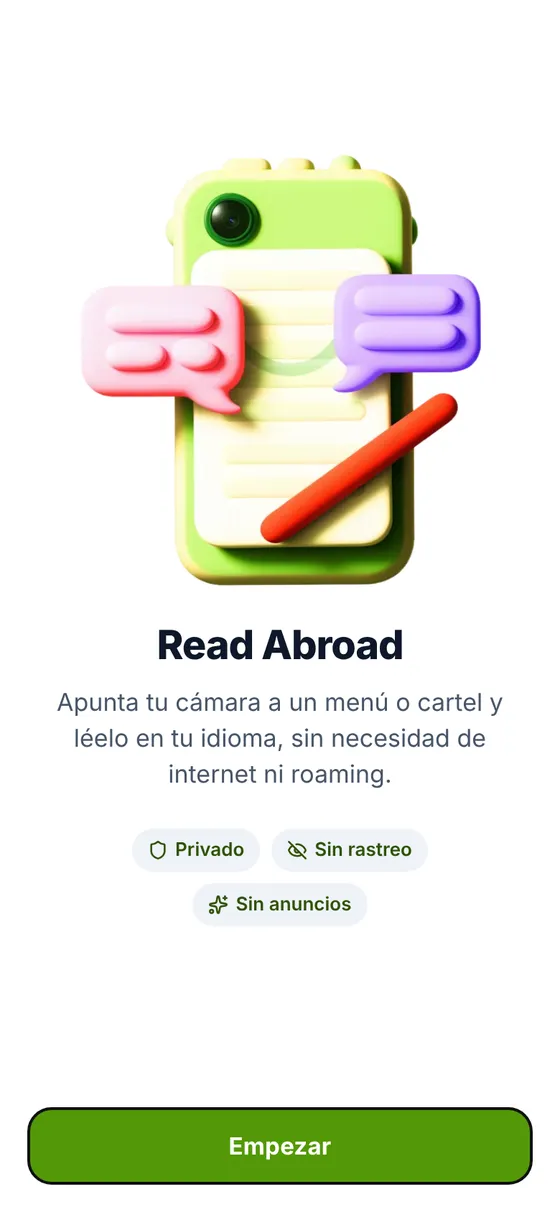 Read Abroad
Apunta tu cámara a un menú o cartel y
léelo en tu idioma, sin necesidad de
internet ni roaming.
Privado
Sin rastreo
Sin anuncios
Empezar